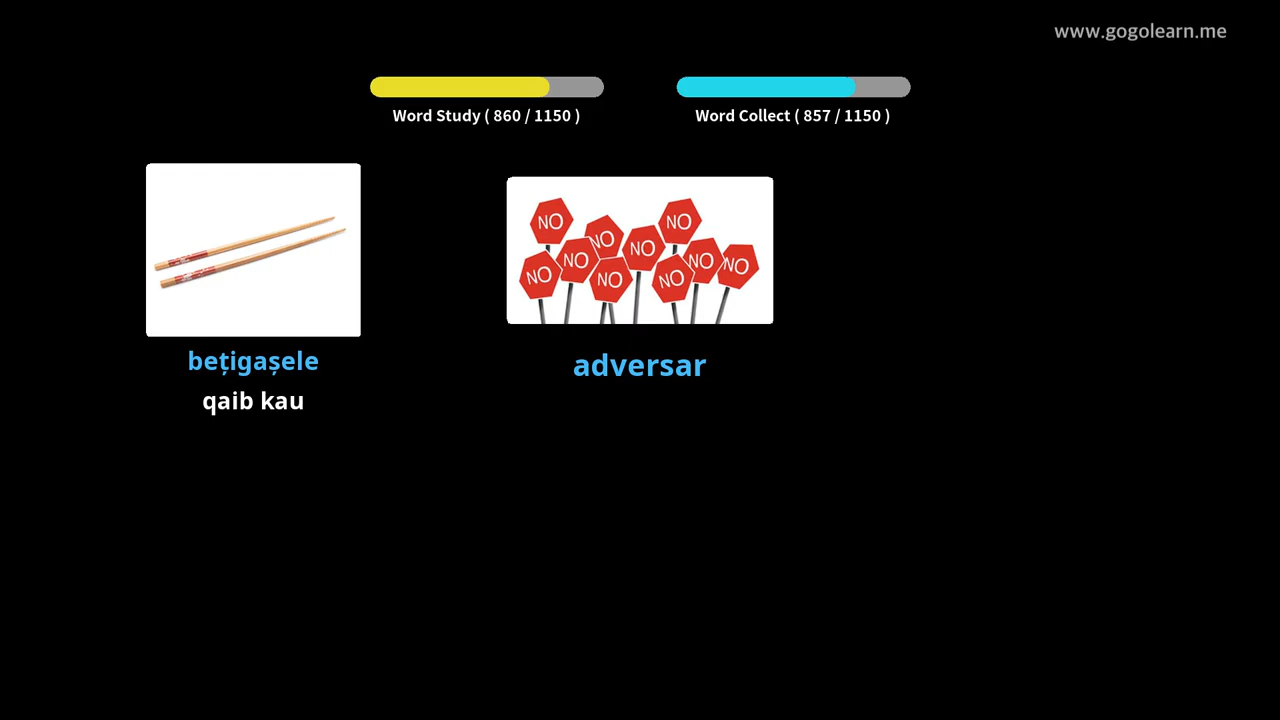 www.gogolearn.me
Word Study ( 860 / 1150 )
Word Collect ( 857 / 1150 )
NO
NO
NO
NO
NO
NO
NO
NO
NO
NO
bețigașele
qaib kau
adversar